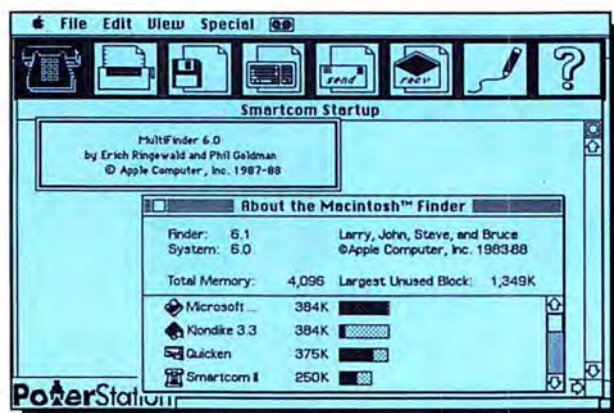 File Edit View Special
send
recv
?
Smartcom Startup
MultiFinder 6.0
by Erich Ringewald and Phil Goldman
© Apple Computer, Inc. 1987-88
About the Macintosh™ Finder
Finder: 6.1 Larry, John, Steve, and Bruce
System: 6.0 ©Apple Computer, Inc. 1983-88
Total Memory: 4,096 Largest Unused Block: 1,349K
Microsoft ... 384K
Klondike 3.3 384K
Quicken 375K
Smartcom II 250K
PowerStation